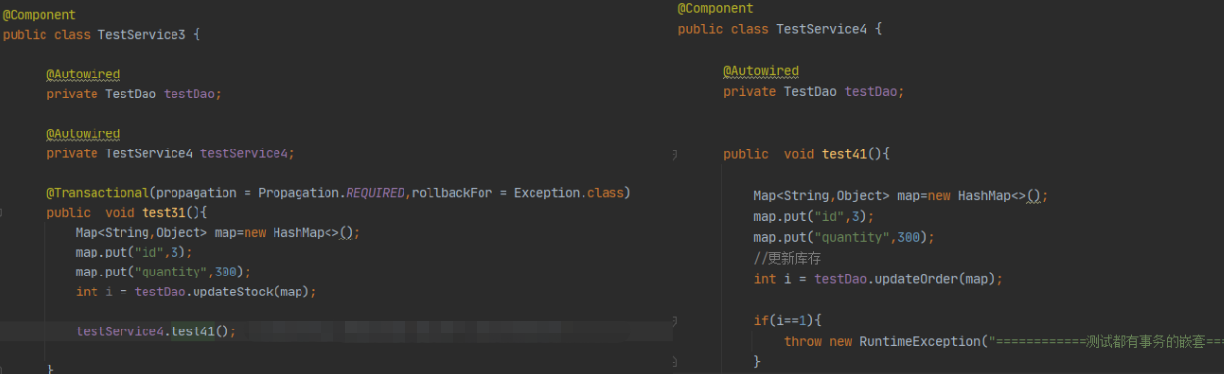 @Component
public class TestService3 {
@Autowired
private TestDao testDao;
@Autowired
private TestService4 testService4;
@Transactional(propagation = Propagation.REQUIRED,rollbackFor = Exception.class)
public  void test31(){
Map<String,Object> map=new HashMap<>();
map.put("id",3);
map.put("quantity",300);
int i = testDao.updateStock(map);
testService4.test41();
}
@Component
public class TestService4 {
@Autowired
private TestDao testDao;
public  void test41(){
Map<String,Object> map=new HashMap<>();
map.put("id",3);
map.put("quantity",300);
//更新库存
int i = testDao.updateOrder(map);
if(i==1){
throw new RuntimeException("============测试都有事务的嵌套===
}